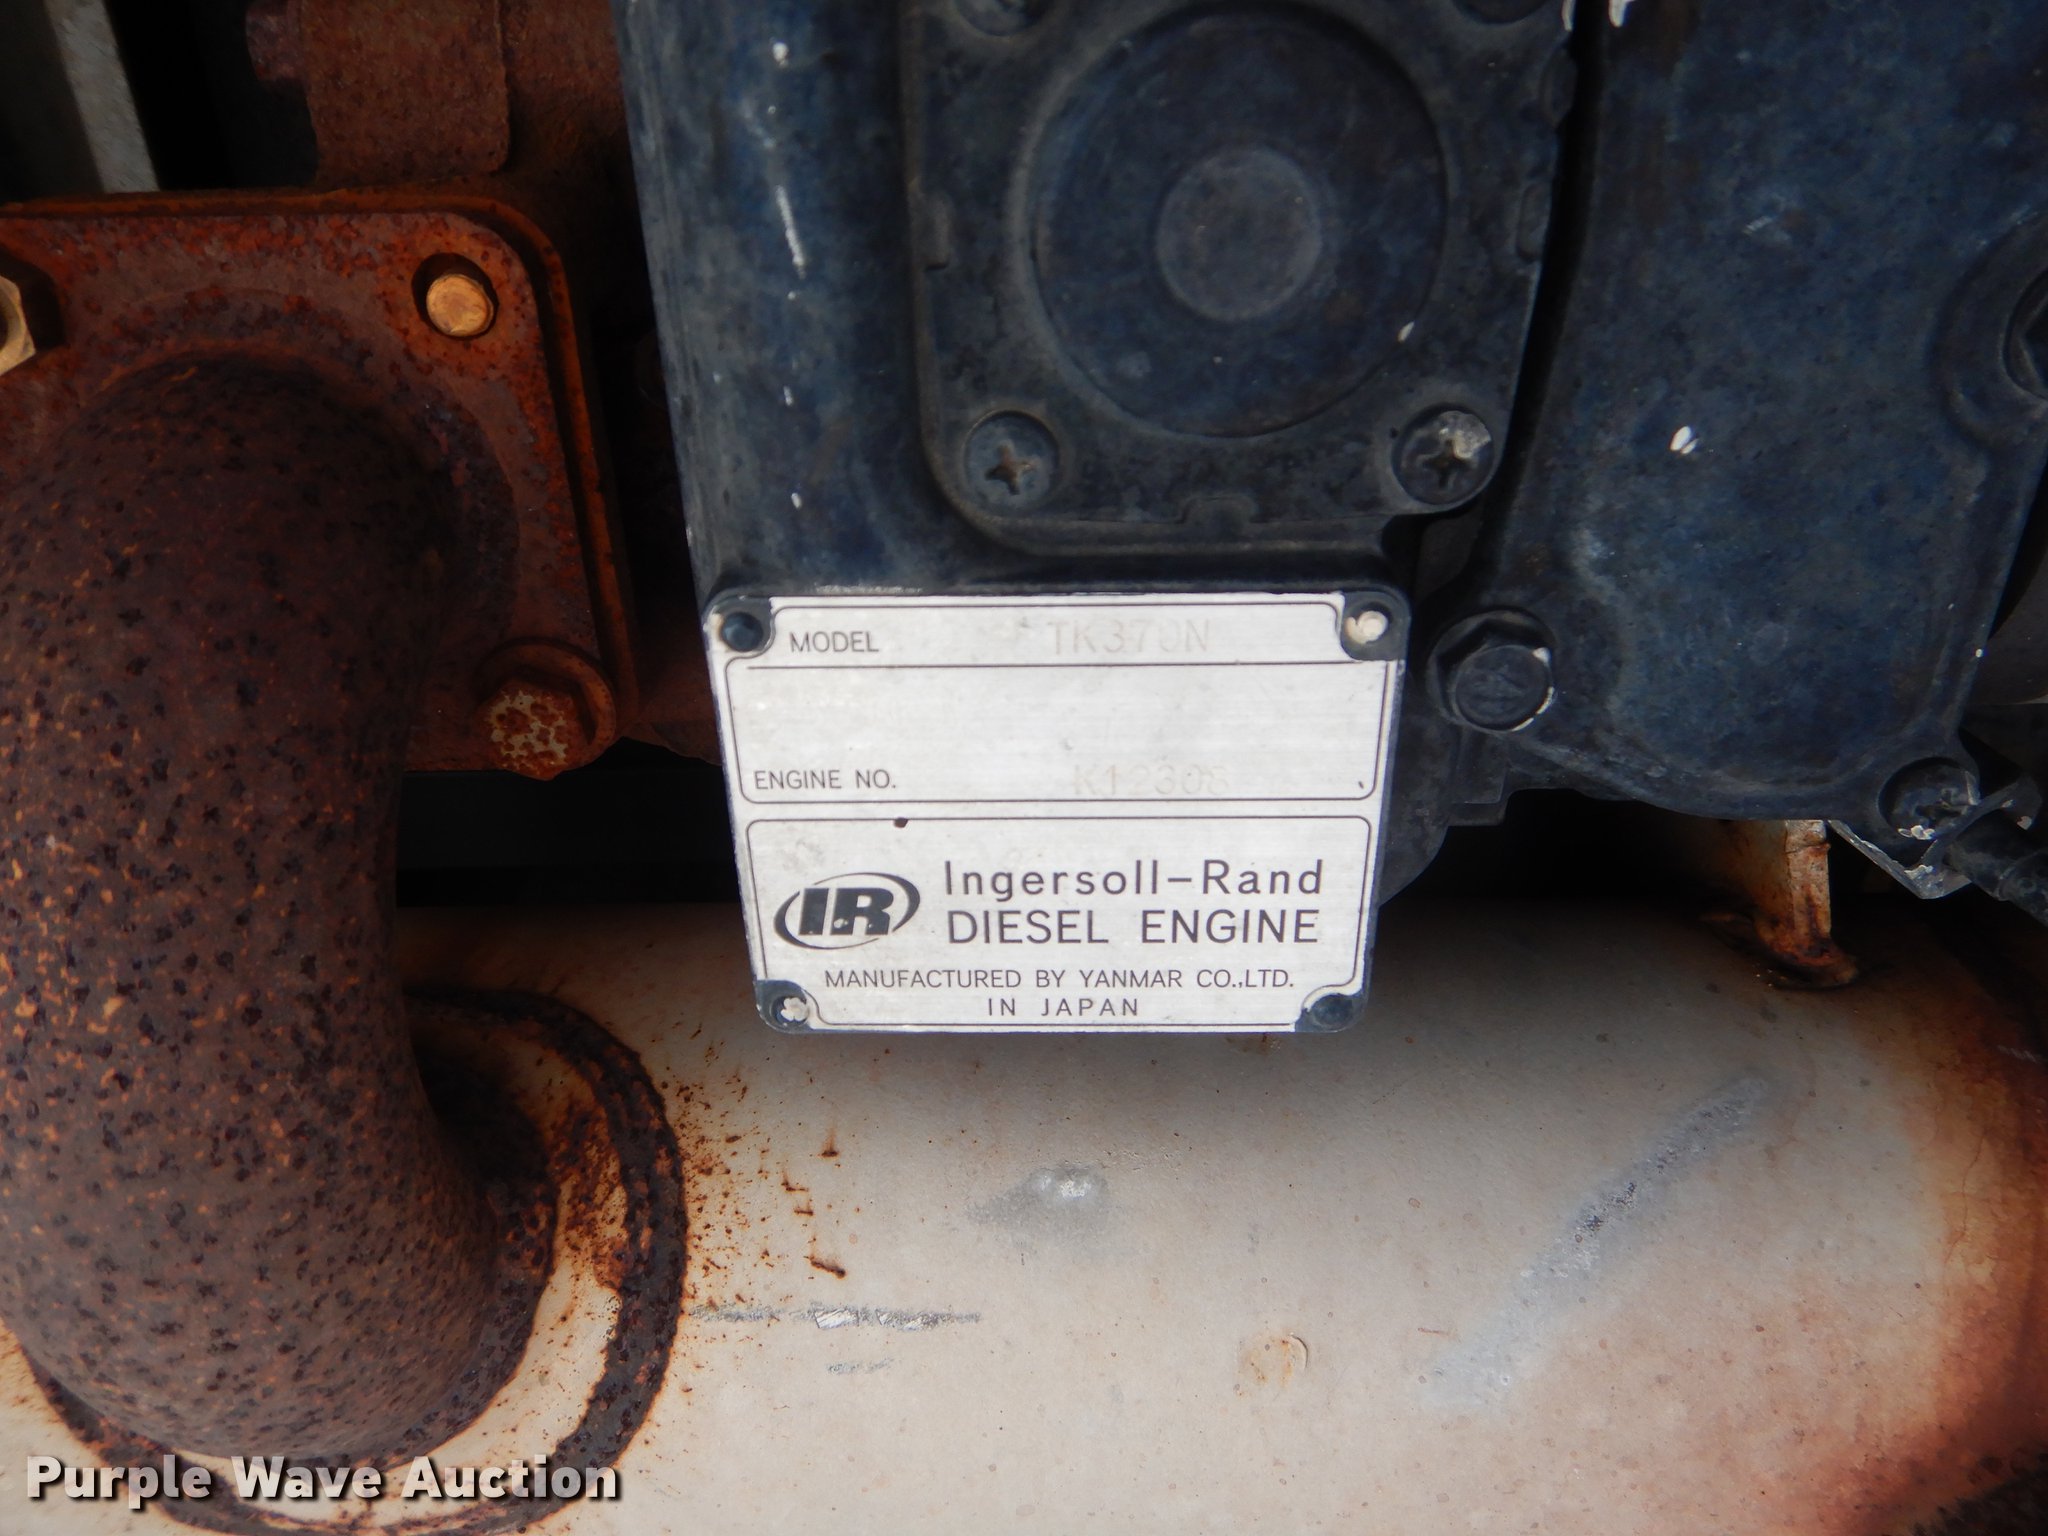 MODEL TK370N
ENGINE NO. K12308
IR Ingersoll-Rand
DIESEL ENGINE
MANUFACTURED BY YANMAR CO.,LTD.
IN JAPAN
Purple Wave Auction